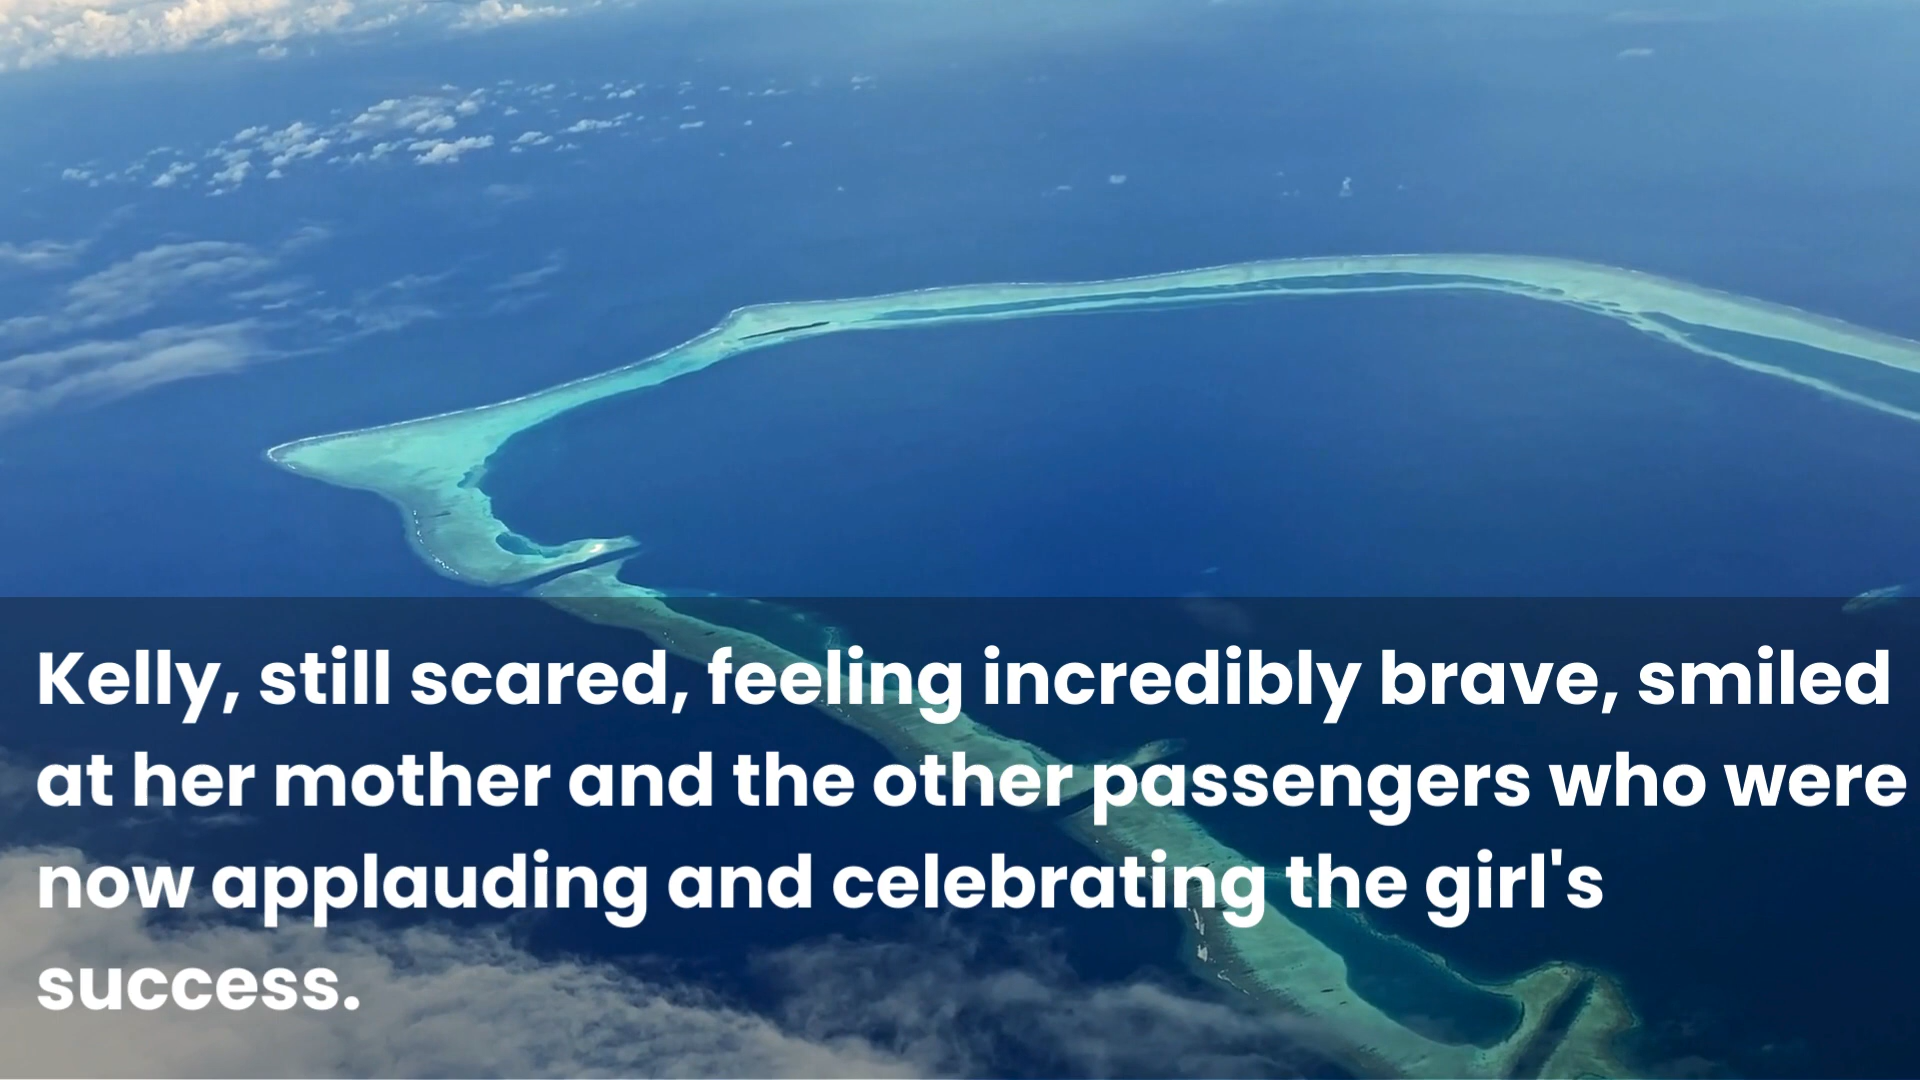 Kelly, still scared, feeling incredibly brave, smiled
at her mother and the other passengers who were
now applauding and celebrating the girl's
success.